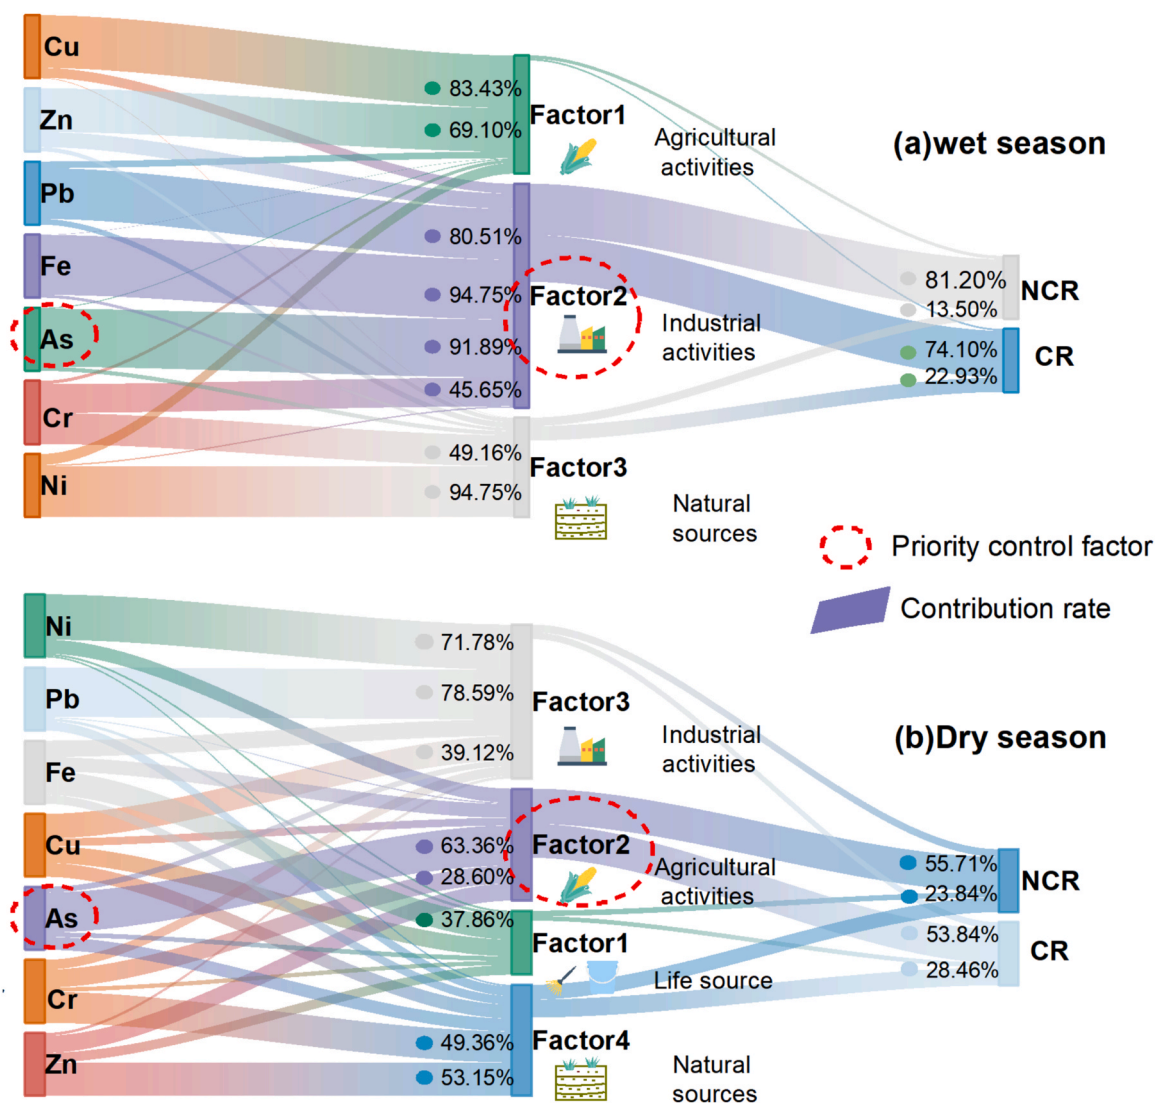 Cu
Zn
Pb
Fe
As
Cr
Ni
83.43%
69.10%
80.51%
94.75%
91.89%
45.65%
49.16%
94.75%
Factor1
Agricultural
activities
Factor2
Industrial
activities
Factor3
Natural
sources
(a)wet season
81.20%
13.50%
NCR
74.10%
22.93%
CR
Priority control factor
Contribution rate
Ni
Pb
Fe
Cu
As
Cr
Zn
71.78%
78.59%
39.12%
63.36%
28.60%
37.86%
49.36%
53.15%
Factor3
Industrial
activities
Factor2
Agricultural
activities
Factor1
Life source
Factor4
Natural
sources
(b)Dry season
55.71%
23.84%
NCR
53.84%
28.46%
CR